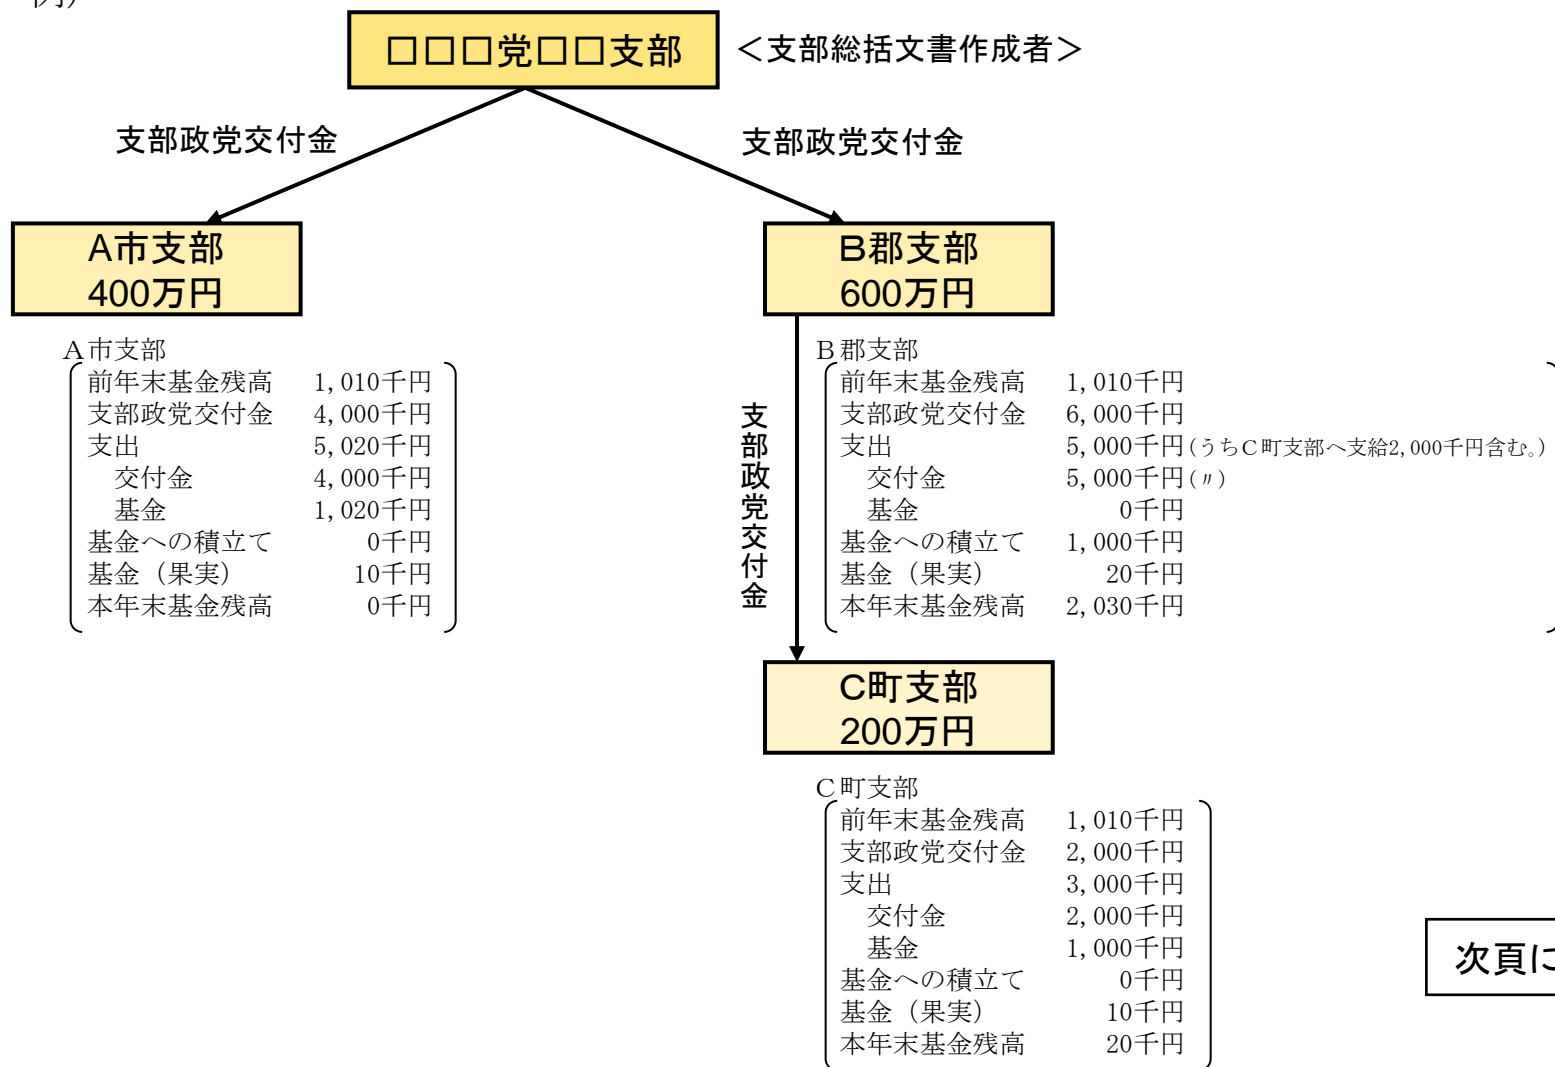 例）
□□□党□□支部
＜支部総括文書作成者＞
支部政党交付金
支部政党交付金
A市支部
400万円
B郡支部
600万円
A市支部
前年末基金残高 1,010千円
支部政党交付金 4,000千円
支出 5,020千円
交付金 4,000千円
基金 1,020千円
基金への積立て 0千円
基金（果実） 10千円
本年末基金残高 0千円
支部政党交付金
B郡支部
前年末基金残高 1,010千円
支部政党交付金 6,000千円
支出 5,000千円(うちC町支部へ支給2,000千円含む。)
交付金 5,000千円(〃)
基金 0千円
基金への積立て 1,000千円
基金（果実） 20千円
本年末基金残高 2,030千円
C町支部
200万円
C町支部
前年末基金残高 1,010千円
支部政党交付金 2,000千円
支出 3,000千円
交付金 2,000千円
基金 1,000千円
基金への積立て 0千円
基金（果実） 10千円
本年末基金残高 20千円
次頁に